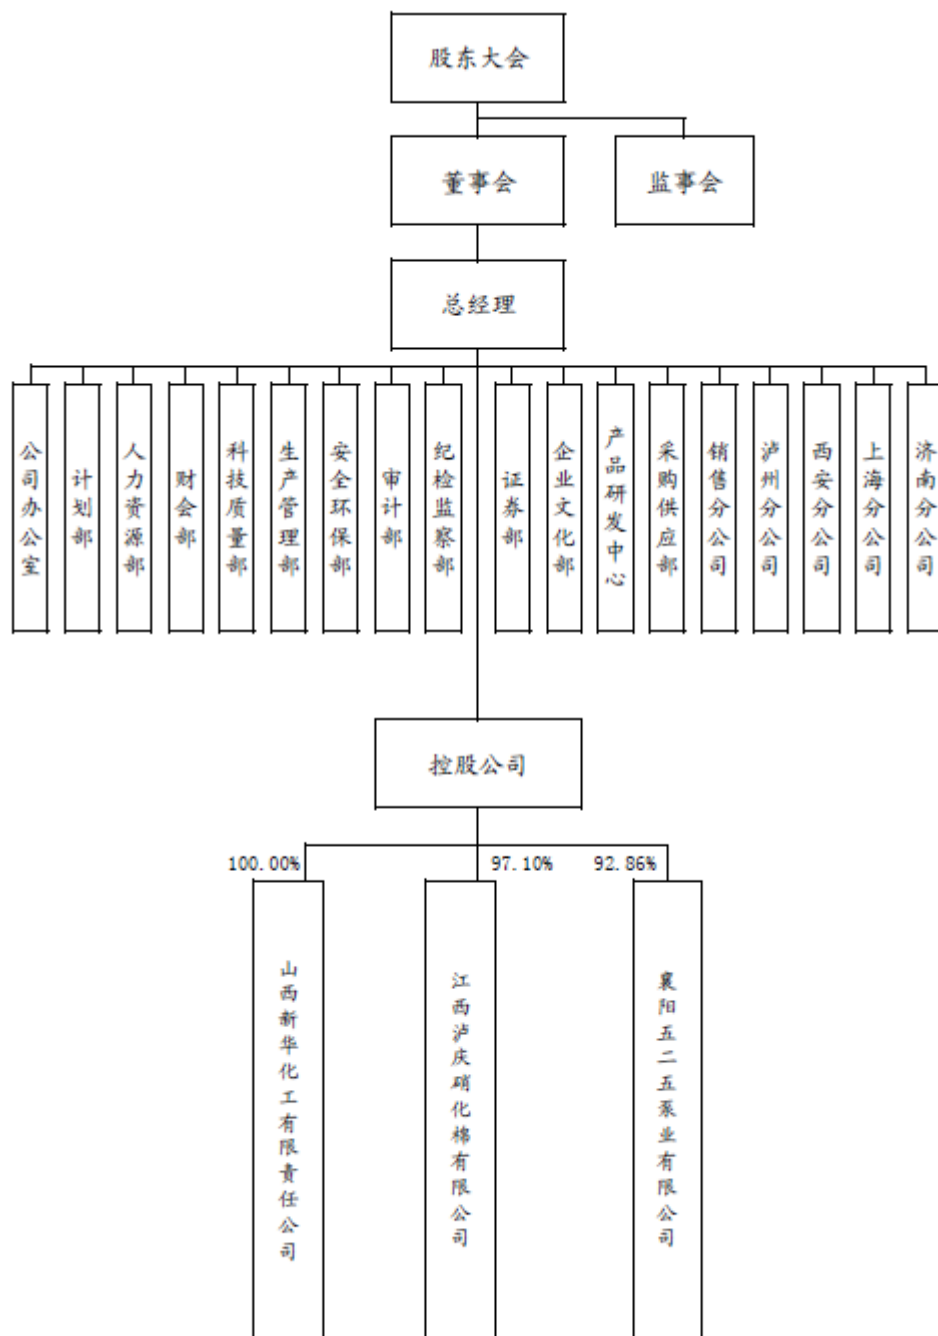 股东大会
董事会
监事会
总经理
公司办公室
计划部
人力资源部
财会部
科技质量部
生产管理部
安全环保部
审计部
纪检监察部
证券部
企业文化部
产品研发中心
采购供应部
销售分公司
泸州分公司
西安分公司
上海分公司
济南分公司
控股公司
100.00%
97.10%
92.86%
山西新华化工有限责任公司
江西泸庆硝化棉有限公司
襄阳五二五泵业有限公司